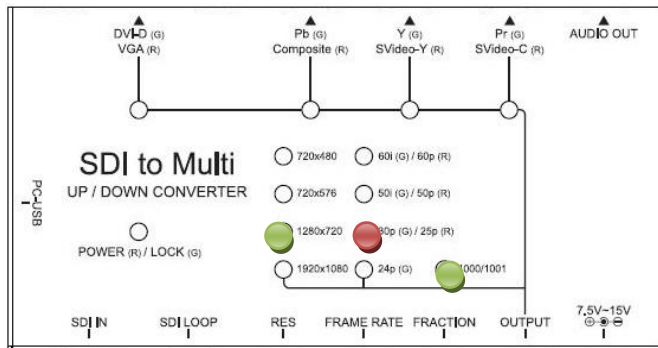 DVI-D (G) Pb (G) Y (G) Pr (G) AUDIO OUT
VGA (R) Composite (R) SVideo-Y (R) SVideo-C (R)
SDI to Multi
UP / DOWN CONVERTER
PC-USB
POWER (R) / LOCK (G)
720x480 60i (G) / 60p (R)
720x576 50i (G) / 50p (R)
1280x720 30p (G) / 25p (R)
1920x1080 24p (G) 1000/1001
7.5V~15V
SDI IN SDI LOOP RES FRAME RATE FRACTION OUTPUT